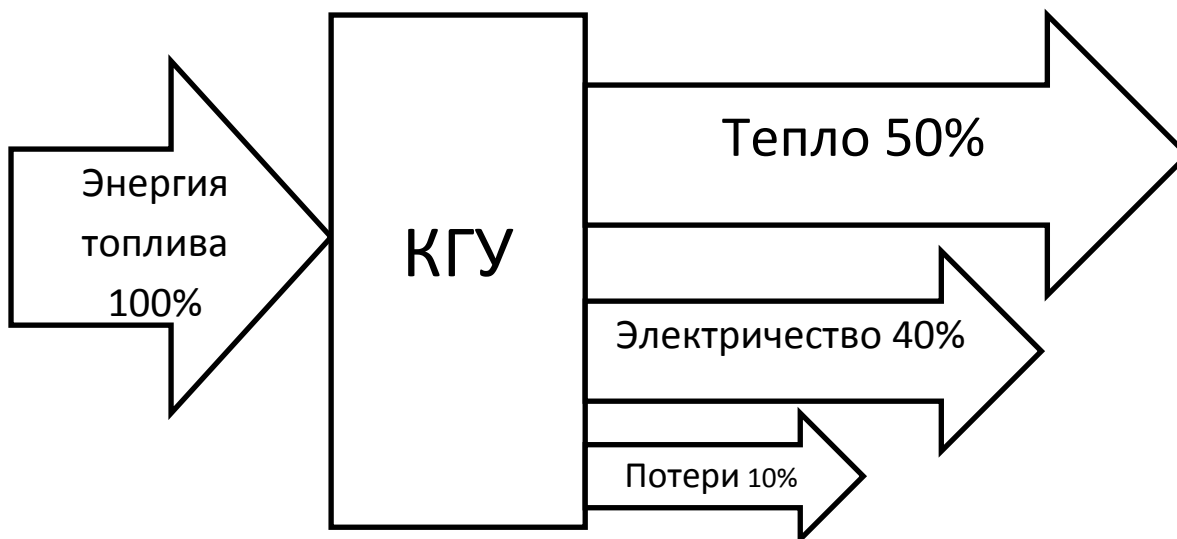 Энергия
топлива
100%
КГУ
Тепло 50%
Электричество 40%
Потери 10%